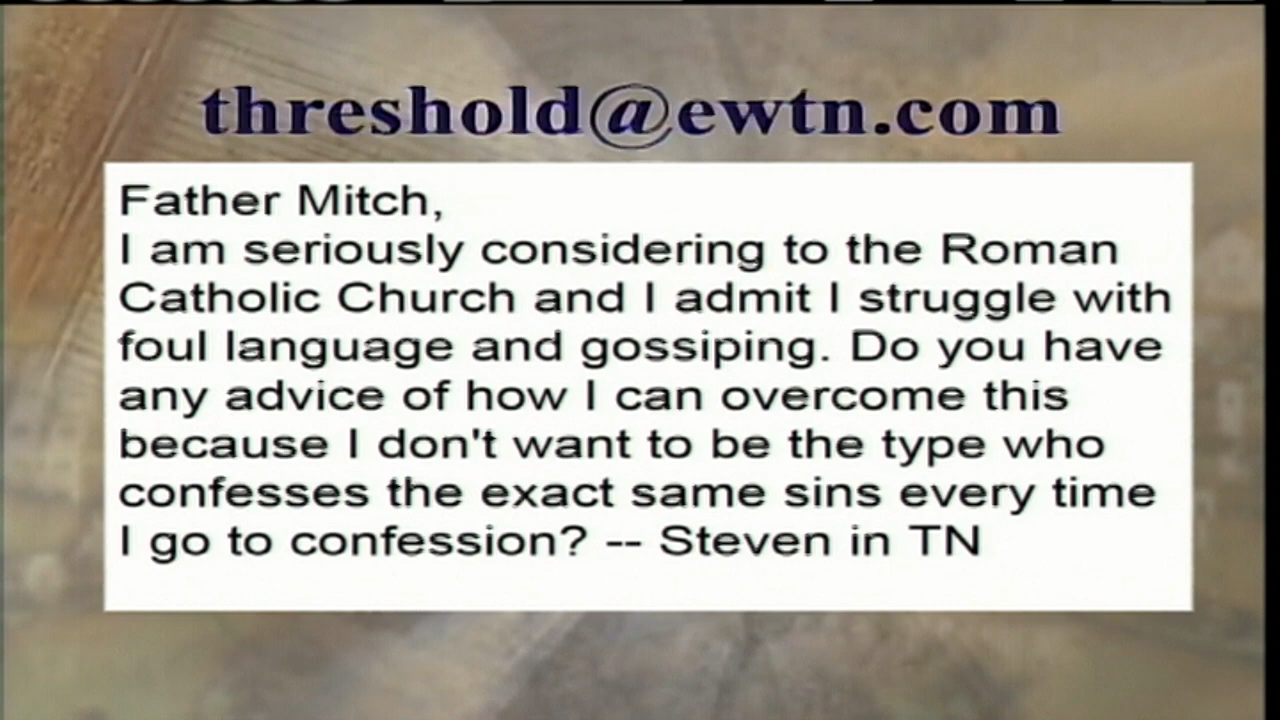 threshold@ewtn.com
Father Mitch,
I am seriously considering to the Roman
Catholic Church and I admit I struggle with
foul language and gossiping. Do you have
any advice of how I can overcome this
because I don't want to be the type who
confesses the exact same sins every time
I go to confession? -- Steven in TN